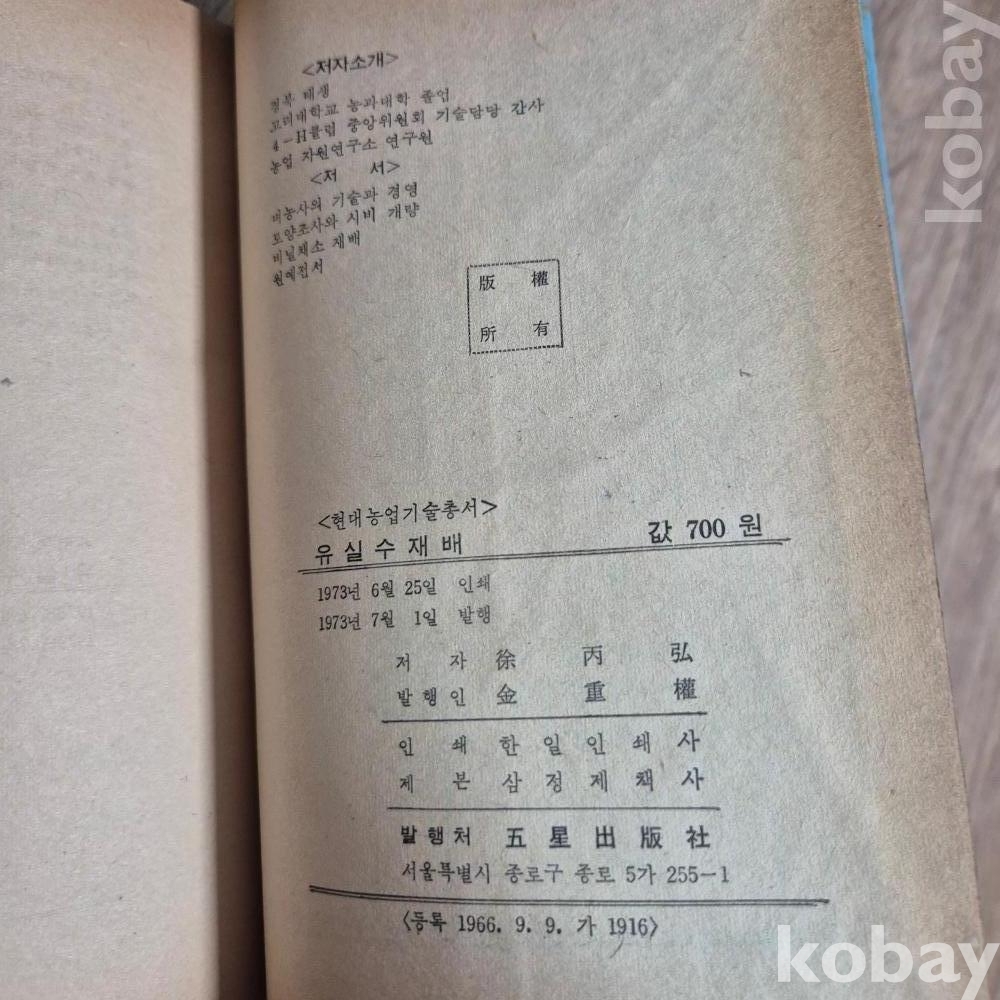 <저자소개>
경북 태생
고려대학교 농과대학 졸업
4-H클럽 중앙위원회 기술담당 간사
농업 자원연구소 연구원
<저 서>
벼농사의 기술과 경영
토양조사와 시비 개량
비닐채소 재배
원예전서
版 權
所 有
<현대농업기술총서>
유실수재배 값 700 원
1973년 6월 25일 인쇄
1973년 7월 1일 발행
저 자 徐 丙 弘
발행인 金 重 權
인 쇄 한 일 인 쇄 사
제 본 삼 정 제 책 사
발행처 五 星 出 版 社
서울특별시 종로구 종로 5가 255-1
<등록 1966. 9. 9. 가 1916>
kobay
kobay